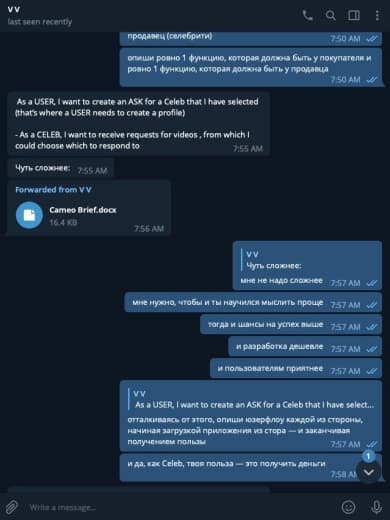 V V
last seen recently
продавец (селебрити)
7:50 AM
опиши ровно 1 функцию, которая должна быть у покупателя и
ровно 1 функцию, которая должна быть у продавца
7:50 AM
As a USER, I want to create an ASK for a Celeb that I have selected
(that's where a USER needs to create a profile)
- As a CELEB, I want to receive requests for videos , from which I
could choose which to respond to
7:55 AM
Чуть сложнее: 7:55 AM
Forwarded from V V
Cameo Brief.docx
16.4 KB
7:56 AM
V V
Чуть сложнее:
мне не надо сложнее 7:57 AM
мне нужно, чтобы и ты научился мыслить проще 7:57 AM
тогда и шансы на успех выше 7:57 AM
и разработка дешевле 7:57 AM
и пользователям приятнее 7:57 AM
V V
As a USER, I want to create an ASK for a Celeb that I have select...
отталкиваясь от этого, опиши юзерфлоу каждой из стороны,
начиная загрузкой приложения из стора — и заканчивая
получением пользы
7:57 AM
1
и да, как Celeb, твоя польза — это получить деньги 7:58 AM
Write a message...